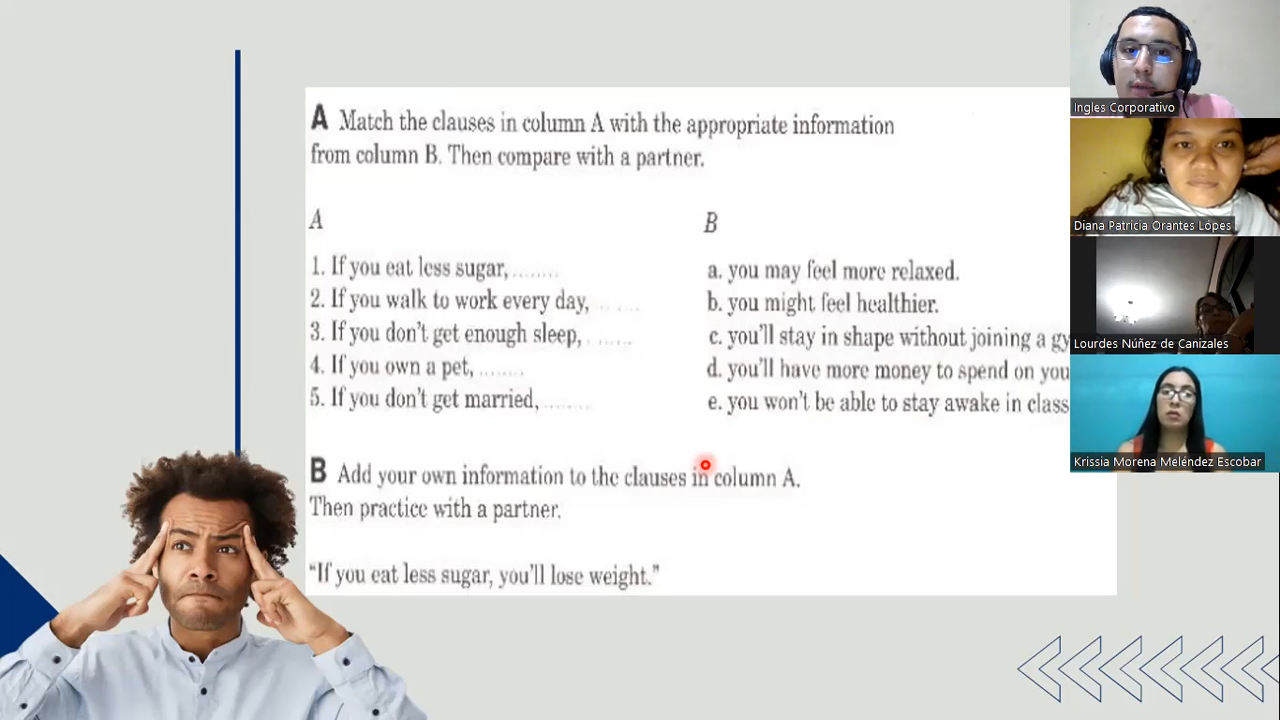 A Match the clauses in column A with the appropriate information
from column B. Then compare with a partner.
A
B
1. If you eat less sugar, ........
2. If you walk to work every day, .......
3. If you don't get enough sleep, ........
4. If you own a pet, ........
5. If you don't get married, ........
a. you may feel more relaxed.
b. you might feel healthier.
c. you'll stay in shape without joining a gy
d. you'll have more money to spend on you
e. you won't be able to stay awake in class
B Add your own information to the clauses in column A.
Then practice with a partner.
"If you eat less sugar, you'll lose weight."
Ingles Corporativo
Diana Patricia Orantes Lòpes
Lourdes Núñez de Canizales
Krissia Morena Meléndez Escobar